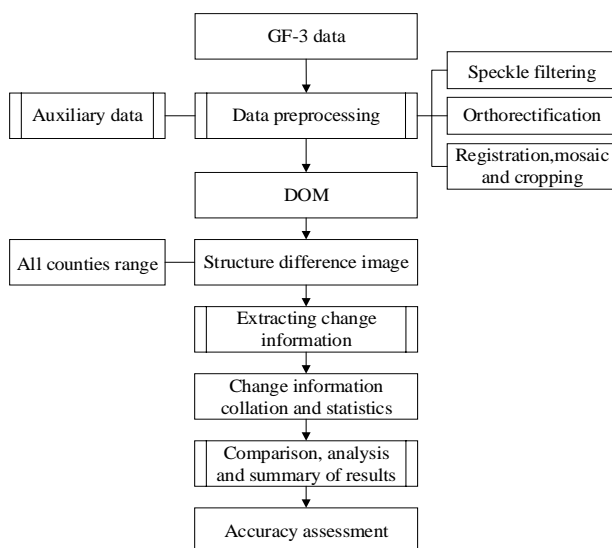 GF-3 data
Speckle filtering
Auxiliary data
Data preprocessing
Orthorectification
Registration,mosaic
and cropping
DOM
All counties range
Structure difference image
Extracting change
information
Change information
collation and statistics
Comparison, analysis
and summary of results
Accuracy assessment